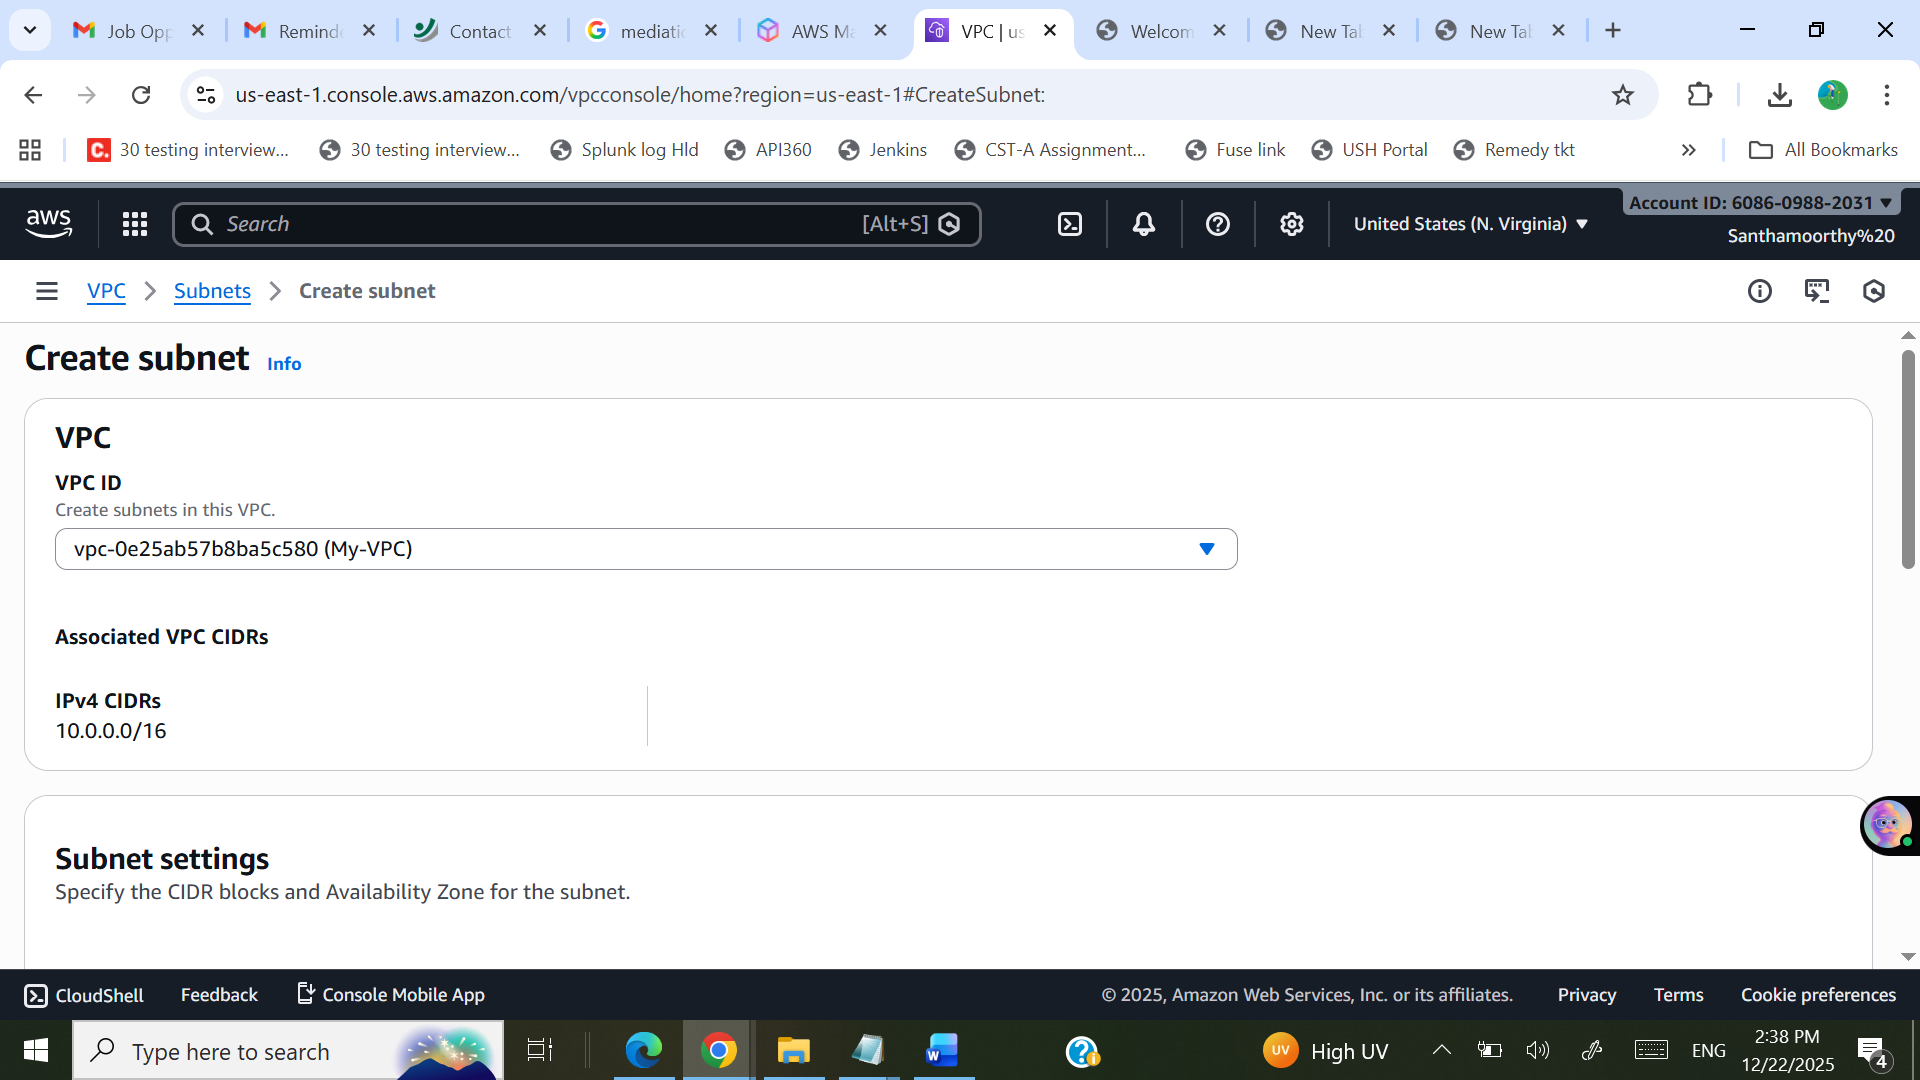 Job Opp
Remind
Contact
mediati
AWS Ma
VPC | us
Welcom
New Tab
New Tab
us-east-1.console.aws.amazon.com/vpcconsole/home?region=us-east-1#CreateSubnet:
30 testing interview...
30 testing interview...
Splunk log Hld
API360
Jenkins
CST-A Assignment...
Fuse link
USH Portal
Remedy tkt
All Bookmarks
aws
Search
[Alt+S]
United States (N. Virginia)
Account ID: 6086-0988-2031
Santhamoorthy%20
VPC
Subnets
Create subnet
Create subnet Info
VPC
VPC ID
Create subnets in this VPC.
vpc-0e25ab57b8ba5c580 (My-VPC)
Associated VPC CIDRs
IPv4 CIDRs
10.0.0.0/16
Subnet settings
Specify the CIDR blocks and Availability Zone for the subnet.
CloudShell
Feedback
Console Mobile App
© 2025, Amazon Web Services, Inc. or its affiliates.
Privacy
Terms
Cookie preferences
Type here to search
UV
High UV
ENG
2:38 PM
12/22/2025
4